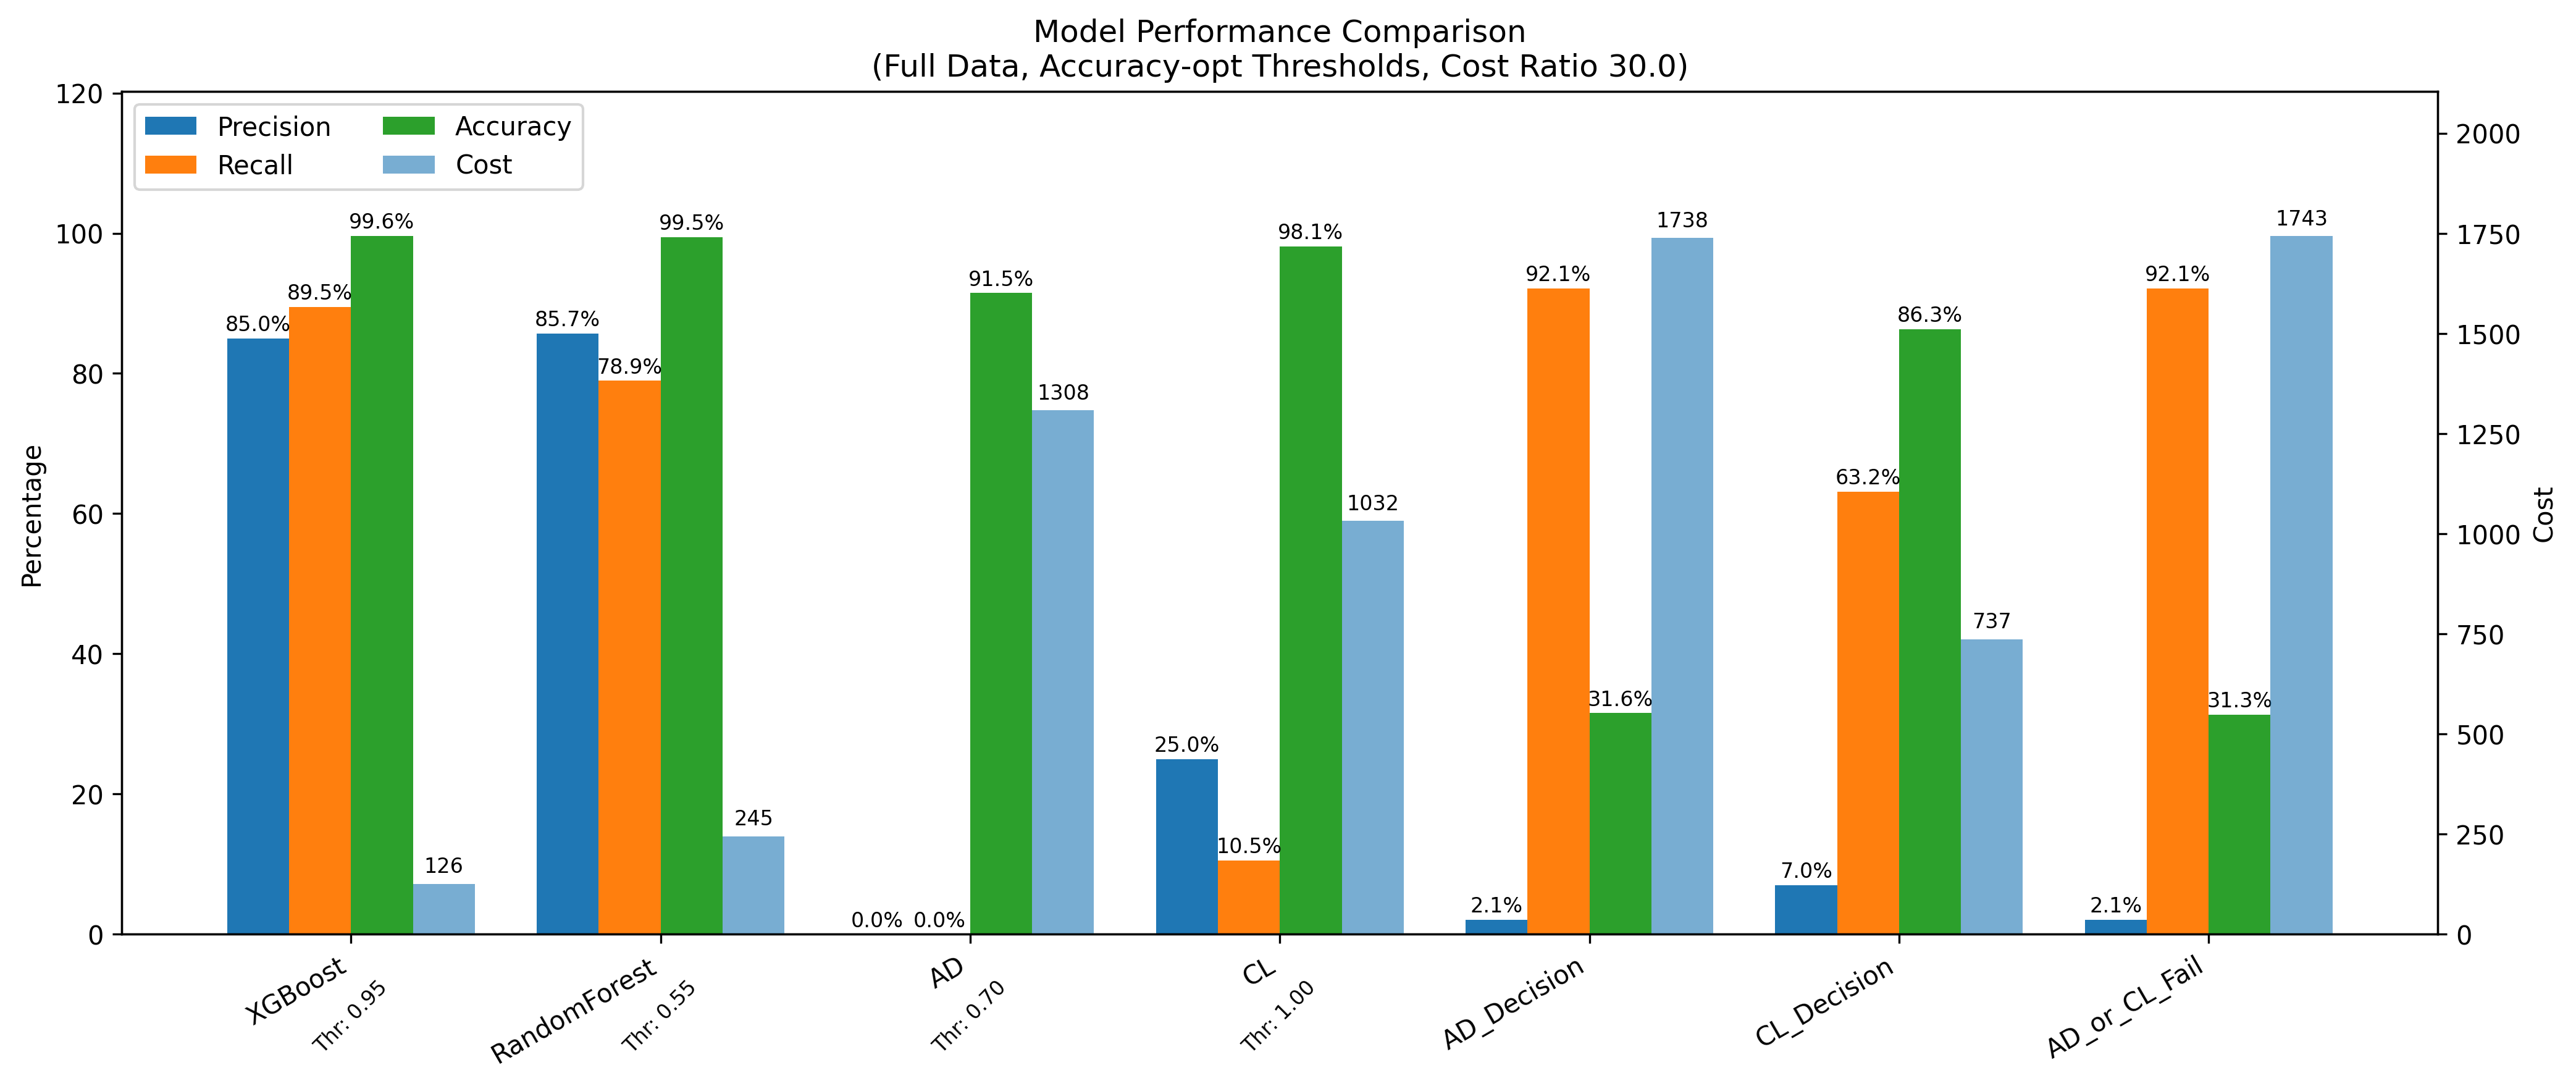 Model Performance Comparison
(Full Data, Accuracy-opt Thresholds, Cost Ratio 30.0)
Precision
Recall
Accuracy
Cost
Percentage
120
100
80
60
40
20
0
Cost
2000
1750
1500
1250
1000
750
500
250
0
85.0%
89.5%
99.6%
126
85.7%
78.9%
99.5%
245
0.0%
0.0%
91.5%
1308
25.0%
10.5%
98.1%
1032
2.1%
92.1%
31.6%
1738
7.0%
63.2%
86.3%
737
2.1%
92.1%
31.3%
1743
XGBoost
Thr: 0.95
RandomForest
Thr: 0.55
AD
Thr: 0.70
CL
Thr: 1.00
AD_Decision
CL_Decision
AD_or_CL_Fail